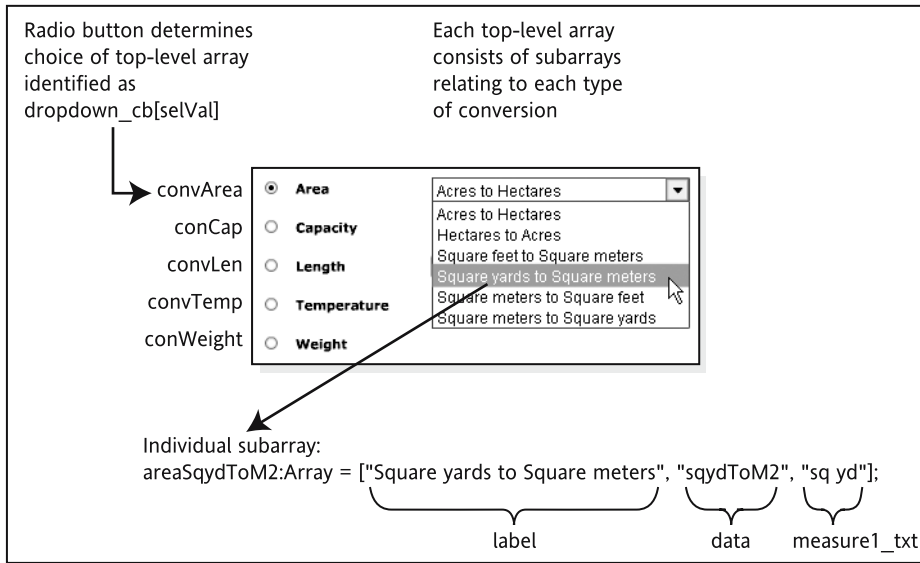 Radio button determines
choice of top-level array
identified as
dropdown_cb[selVal]
Each top-level array
consists of subarrays
relating to each type
of conversion
convArea
conCap
convLen
convTemp
conWeight
Area
Capacity
Length
Temperature
Weight
Acres to Hectares
Acres to Hectares
Hectares to Acres
Square feet to Square meters
Square yards to Square meters
Square meters to Square feet
Square meters to Square yards
Individual subarray:
areaSqydToM2:Array = ["Square yards to Square meters", "sqydToM2", "sq yd"];
label
data
measure1_txt